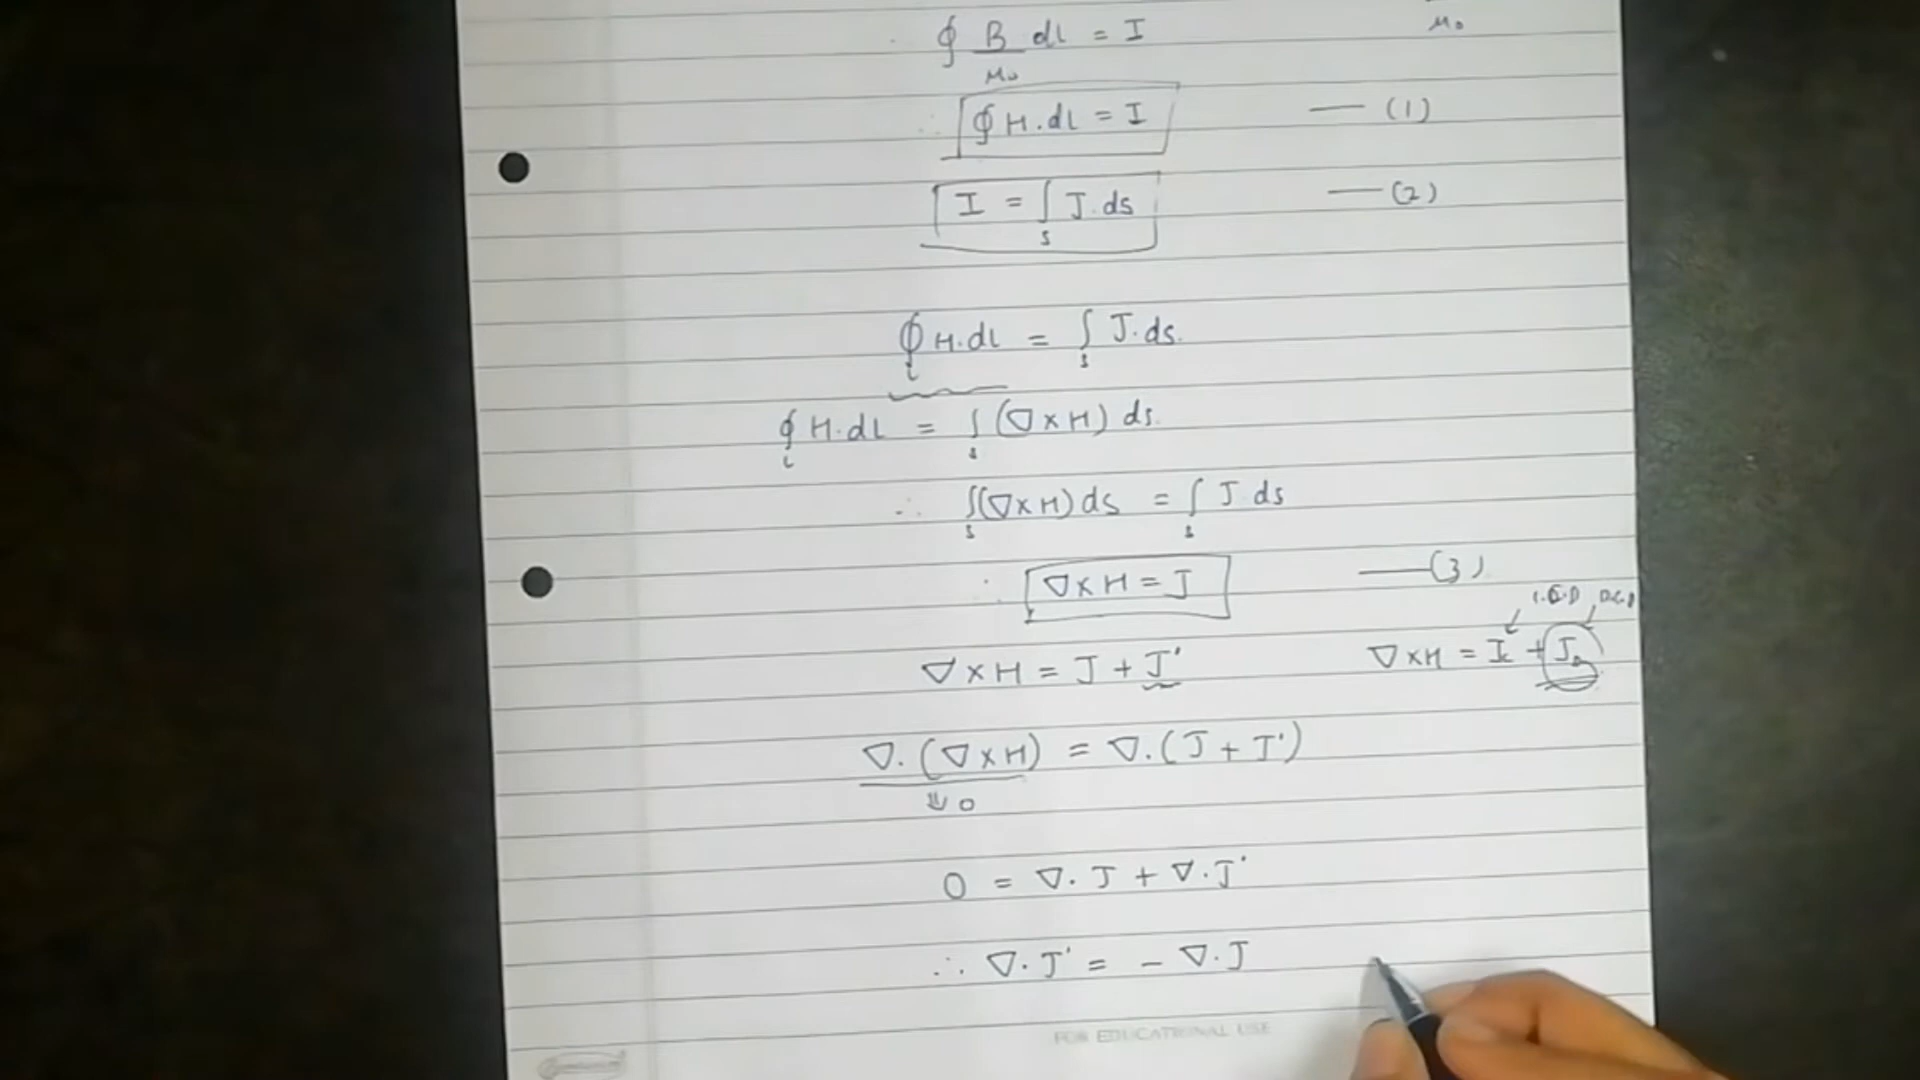 ∮ B/μ₀ dl = I
μ₀
∮ H.dl = I —— (1)
I = ∫s J.ds —— (2)
∮L H.dl = ∫s J.ds.
∮L H.dl = ∫s (∇×H) ds.
∴ ∫s (∇×H) ds = ∫s J ds
∴ ∇×H = J —— (3)
∇×H = J + J'
∇×H = Jc + JD
∇.(∇×H) = ∇.(J + J')
⇓ 0
0 = ∇.J + ∇.J'
∴ ∇.J' = - ∇.J
FOR EDUCATIONAL USE